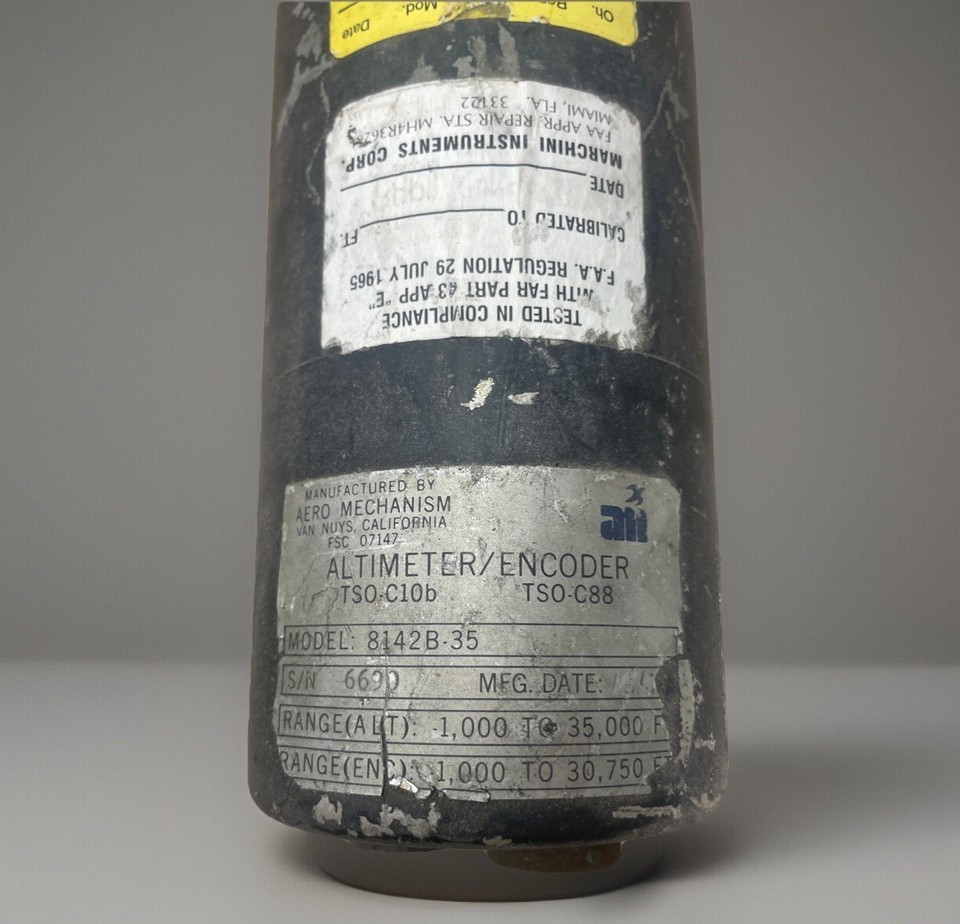 Date
Mod.
Oh.
TESTED IN COMPLIANCE
WITH FAR PART 43 APP "E"
F.A.A. REGULATION 29 JULY 1965
CALIBRATED TO FT.
DATE
MARCHINI INSTRUMENTS CORP.
FAA APPR. REPAIR STA.
MIAMI, FLA. 33122
MANUFACTURED BY
AERO MECHANISM
VAN NUYS, CALIFORNIA
FSC 07147
ALTIMETER/ENCODER
TSO-C10b TSO-C88
MODEL: 8142B-35
S/N 6690 MFG. DATE:
RANGE(ALT): -1,000 TO 35,000 F
RANGE(ENC): -1,000 TO 30,750 FT